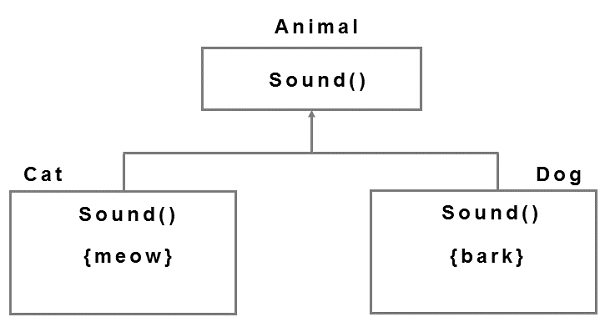 Animal
Sound()
Cat
Dog
Sound()
{meow}
Sound()
{bark}